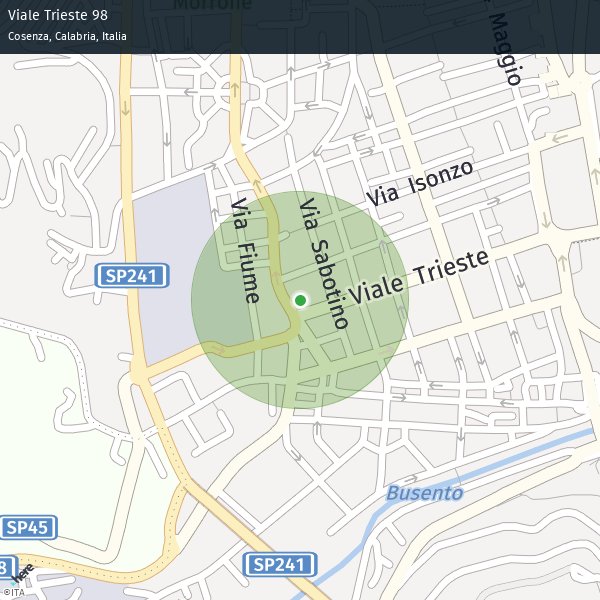 Viale Trieste 98
Cosenza, Calabria, Italia
Morrone
Maggio
Via Isonzo
Via Fiume
Via Sabotino
SP241
Viale Trieste
Busento
SP45
SP241
8
here
©ITA